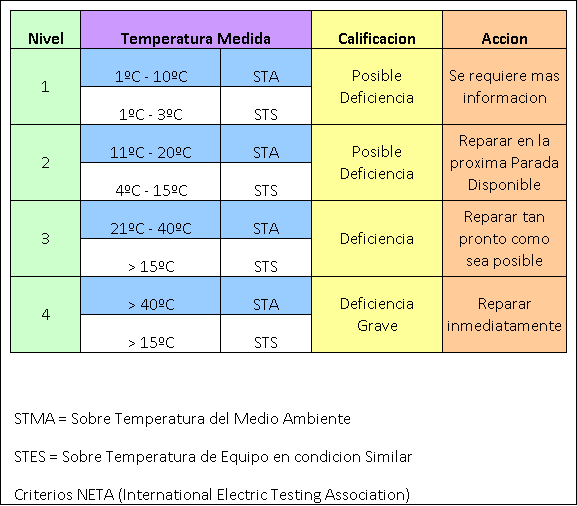 Nivel Temperatura Medida Calificacion Accion
1 1ºC - 10ºC STA Posible Deficiencia Se requiere mas informacion
1ºC - 3ºC STS
2 11ºC - 20ºC STA Posible Deficiencia Reparar en la proxima Parada Disponible
4ºC - 15ºC STS
3 21ºC - 40ºC STA Deficiencia Reparar tan pronto como sea posible
> 15ºC STS
4 > 40ºC STA Deficiencia Grave Reparar inmediatamente
> 15ºC STS
STMA = Sobre Temperatura del Medio Ambiente
STES = Sobre Temperatura de Equipo en condicion Similar
Criterios NETA (International Electric Testing Association)